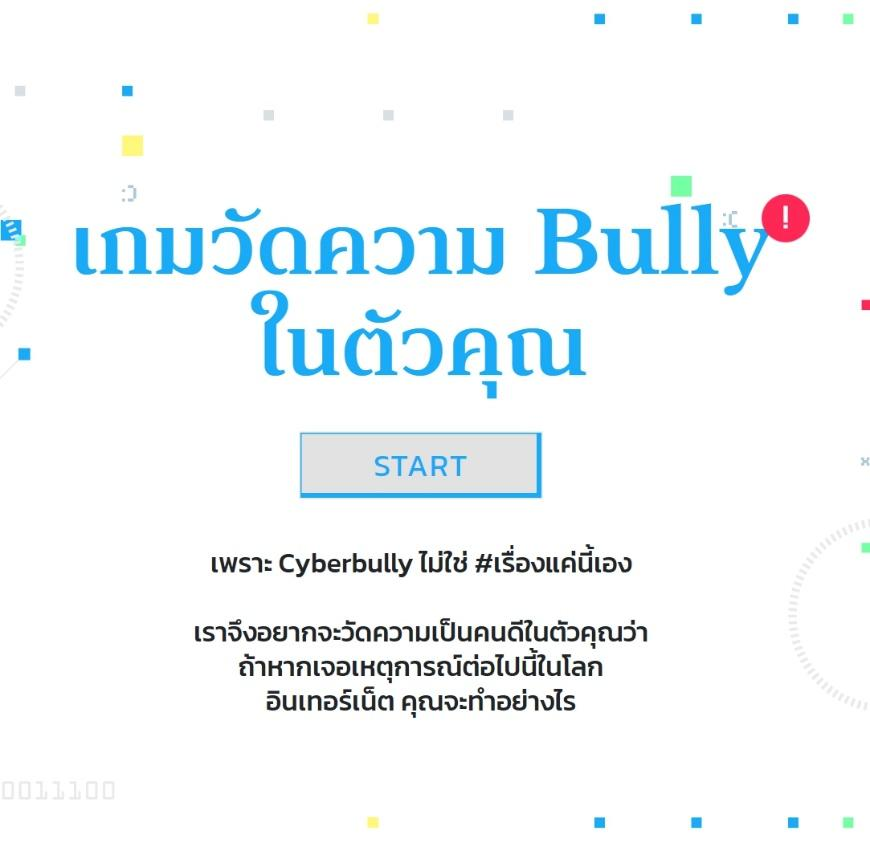 :)
:(
!
เกมวัดความ Bully
ในตัวคุณ
START
เพราะ Cyberbully ไม่ใช่ #เรื่องแค่นี้เอง
เราจึงอยากจะวัดความเป็นคนดีในตัวคุณว่า
ถ้าหากเจอเหตุการณ์ต่อไปนี้ในโลก
อินเทอร์เน็ต คุณจะทำอย่างไร
0011100